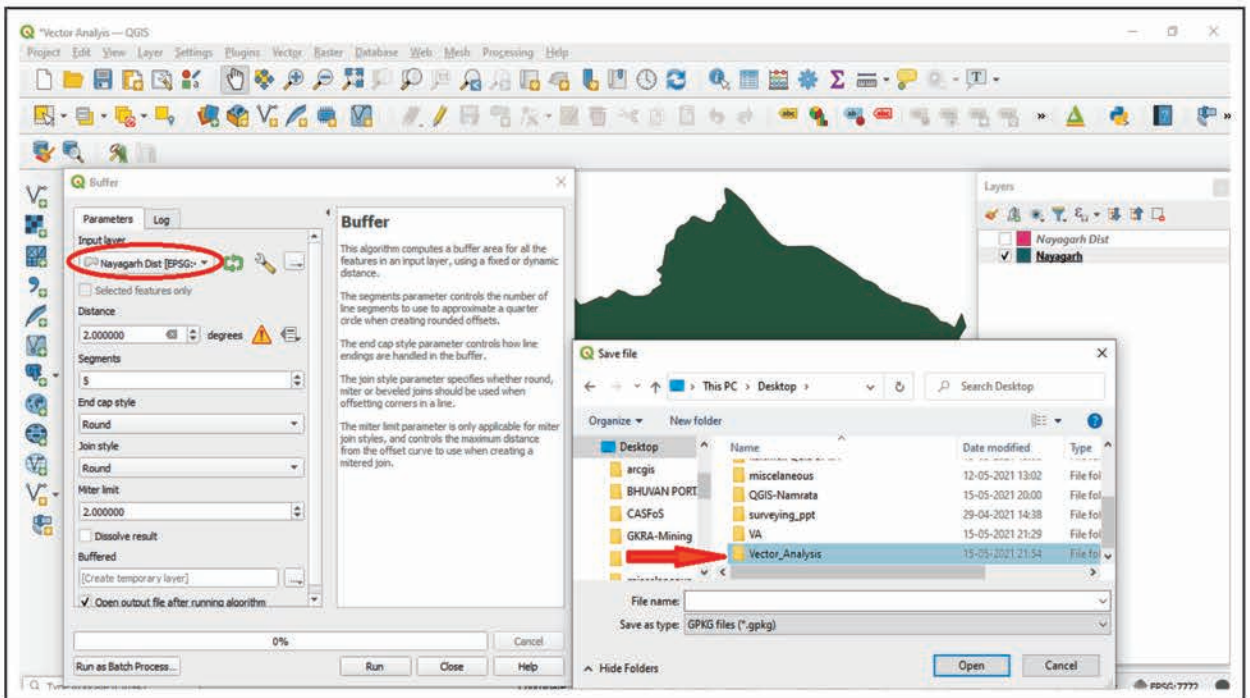 *Vector Analyis — QGIS
Project Edit View Layer Settings Plugins Vector Raster Database Web Mesh Processing Help
Buffer
Parameters Log
Input layer
Nayagarh Dist [EPSG:
Selected features only
Distance
2.000000 degrees
Segments
5
End cap style
Round
Join style
Round
Miter limit
2.000000
Dissolve result
Buffered
[Create temporary layer]
Open output file after running algorithm
0% Cancel
Run as Batch Process... Run Close Help
Buffer
This algorithm computes a buffer area for all the
features in an input layer, using a fixed or dynamic
distance.
The segments parameter controls the number of
line segments to use to approximate a quarter
circle when creating rounded offsets.
The end cap style parameter controls how line
endings are handled in the buffer.
The join style parameter specifies whether round,
miter or beveled joins should be used when
offsetting corners in a line.
The miter limit parameter is only applicable for miter
join styles, and controls the maximum distance
from the offset curve to use when creating a
mitered join.
Layers
Nayagarh Dist
Nayagarh
Save file
This PC > Desktop > Search Desktop
Organize New folder
Desktop
arcgis
BHUVAN PORT
CASFoS
GKRA-Mining
Name Date modified Type
miscelaneous 12-05-2021 13:02 File fol
QGIS-Namrata 15-05-2021 20:00 File fol
surveying_ppt 29-04-2021 14:38 File fol
VA 15-05-2021 21:29 File fol
Vector_Analysis 15-05-2021 21:54 File fol
File name:
Save as type: GPKG files (*.gpkg)
Hide Folders Open Cancel
EPSG:7772